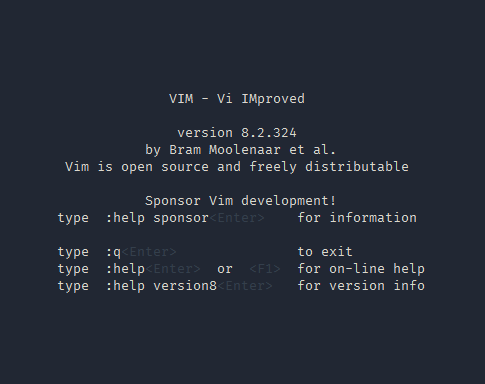 VIM - Vi IMproved
version 8.2.324
by Bram Moolenaar et al.
Vim is open source and freely distributable
Sponsor Vim development!
type :help sponsor<Enter> for information
type :q<Enter> to exit
type :help<Enter> or <F1> for on-line help
type :help version8<Enter> for version info